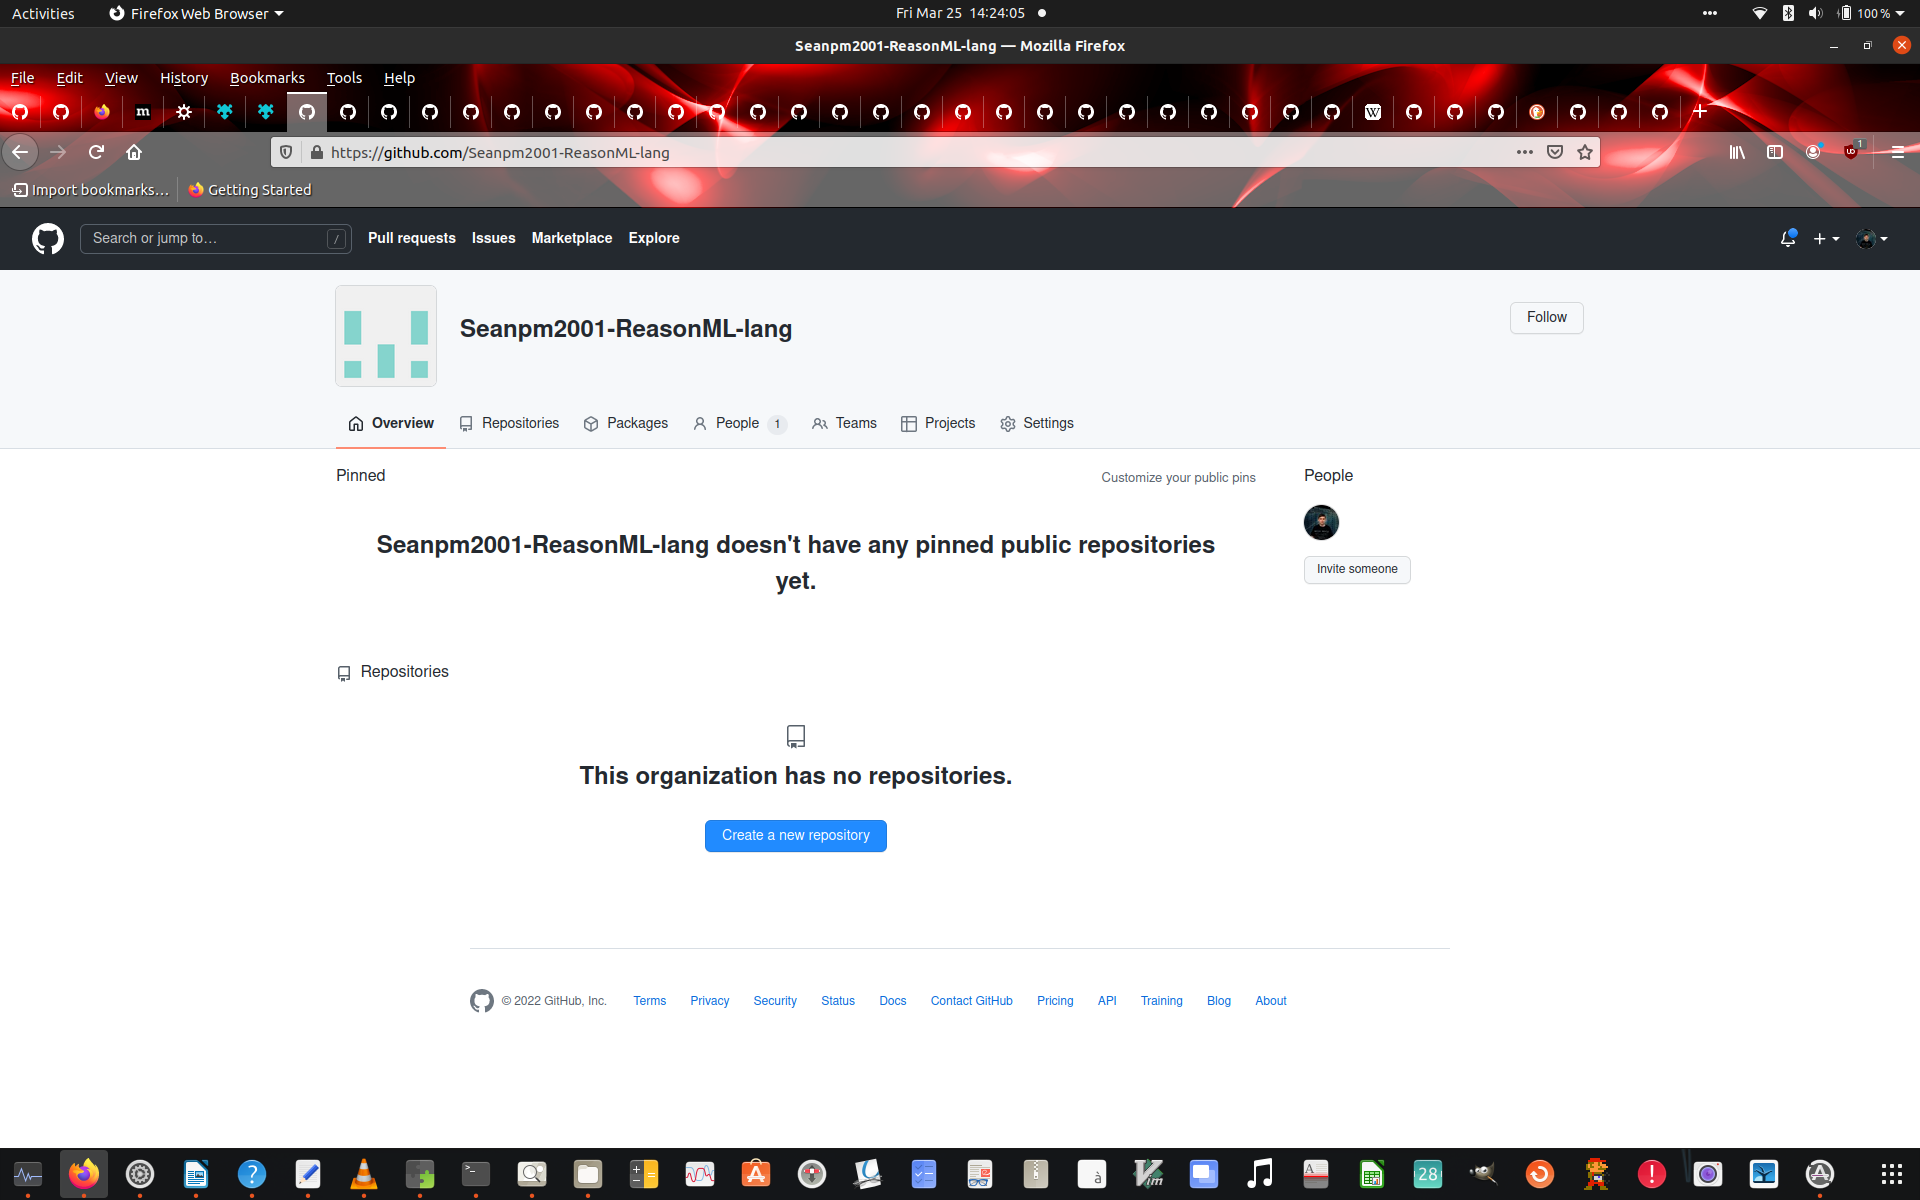 Activities
Firefox Web Browser
Fri Mar 25 14:24:05
100 %
Seanpm2001-ReasonML-lang — Mozilla Firefox
File Edit View History Bookmarks Tools Help
https://github.com/Seanpm2001-ReasonML-lang
1
Import bookmarks...
Getting Started
Search or jump to...
/
Pull requests Issues Marketplace Explore
Seanpm2001-ReasonML-lang
Follow
Overview
Repositories
Packages
People 1
Teams
Projects
Settings
Pinned
Customize your public pins
People
Seanpm2001-ReasonML-lang doesn't have any pinned public repositories
yet.
Invite someone
Repositories
This organization has no repositories.
Create a new repository
© 2022 GitHub, Inc.
Terms
Privacy
Security
Status
Docs
Contact GitHub
Pricing
API
Training
Blog
About
28